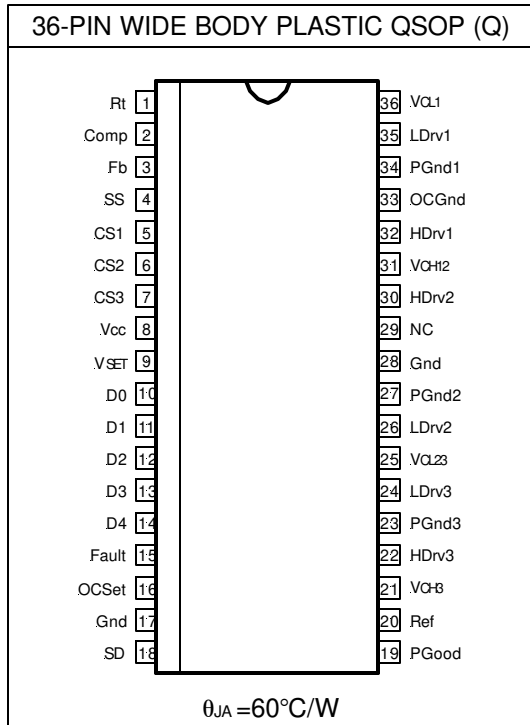 36-PIN WIDE BODY PLASTIC QSOP (Q)
Rt 1 36 VCL1
Comp 2 35 LDrv1
Fb 3 34 PGnd1
SS 4 33 OCGnd
CS1 5 32 HDrv1
CS2 6 31 VCH12
CS3 7 30 HDrv2
Vcc 8 29 NC
VSET 9 28 Gnd
D0 10 27 PGnd2
D1 11 26 LDrv2
D2 12 25 VCL23
D3 13 24 LDrv3
D4 14 23 PGnd3
Fault 15 22 HDrv3
OCSet 16 21 VCH3
Gnd 17 20 Ref
SD 18 19 PGood
θJA =60°C/W